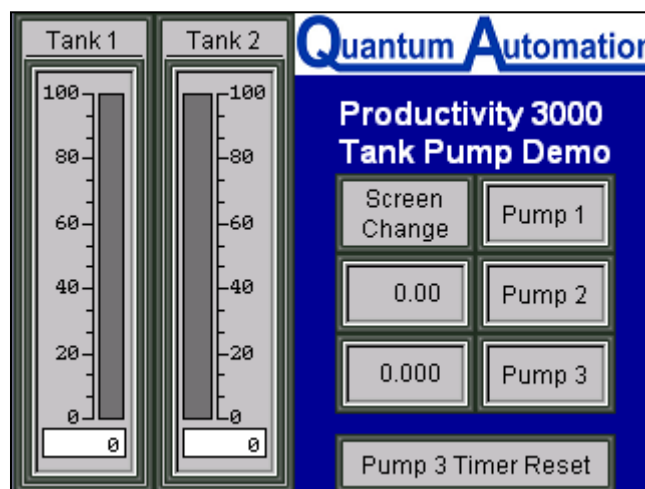 Tank 1
Tank 2
Quantum Automation
Productivity 3000
Tank Pump Demo
100
80
60
40
20
0
0
100
80
60
40
20
0
0
Screen
Change
Pump 1
0.00
Pump 2
0.000
Pump 3
Pump 3 Timer Reset